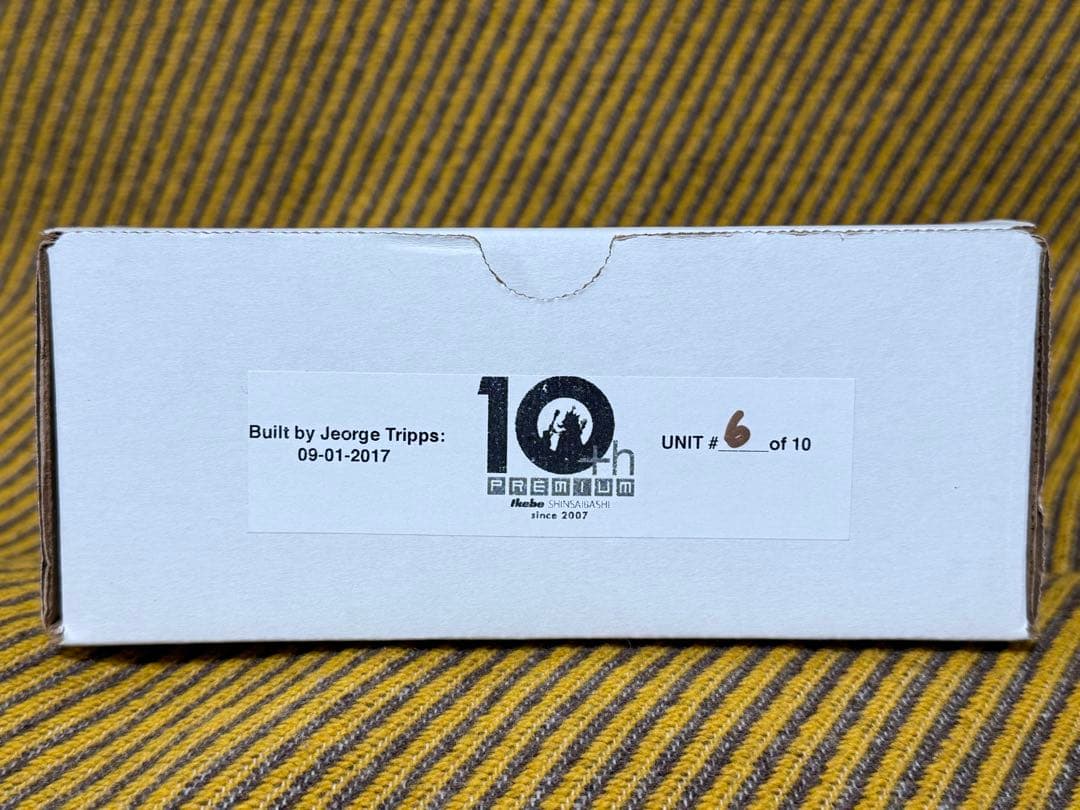 Built by Jeorge Tripps:
09-01-2017
10th
PREMIUM
Ikebe SHINSAIBASHI
since 2007
UNIT # 6 of 10